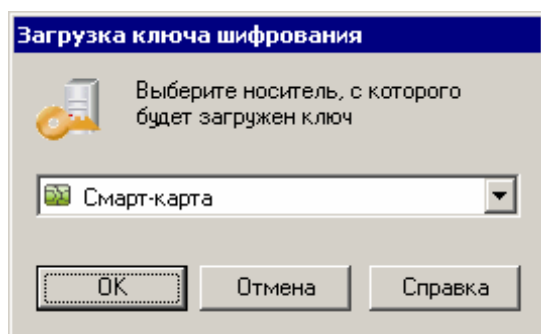 Загрузка ключа шифрования
Выберите носитель, с которого
будет загружен ключ
Смарт-карта
OK
Отмена
Справка